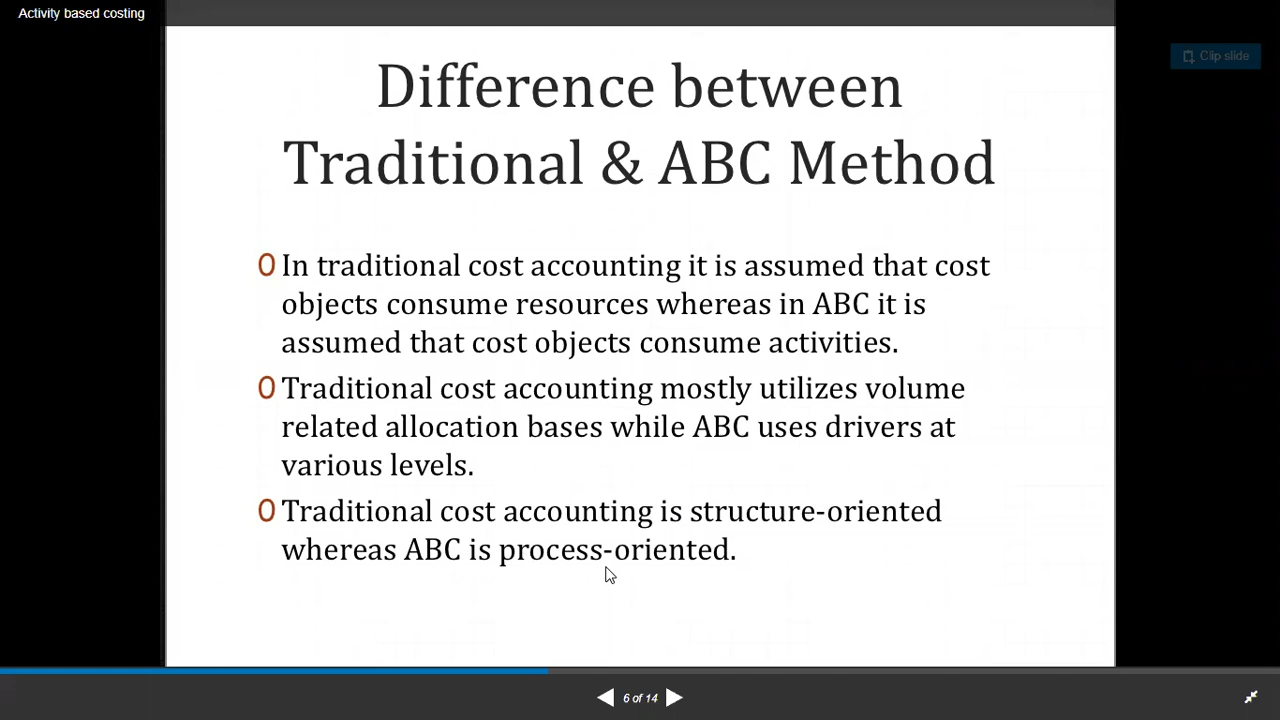 Activity based costing
Clip slide
Difference between
Traditional & ABC Method
O In traditional cost accounting it is assumed that cost
objects consume resources whereas in ABC it is
assumed that cost objects consume activities.
O Traditional cost accounting mostly utilizes volume
related allocation bases while ABC uses drivers at
various levels.
O Traditional cost accounting is structure-oriented
whereas ABC is process-oriented.
6 of 14